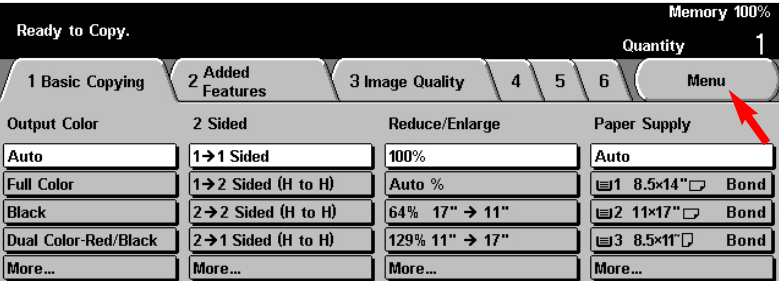 Memory 100%
Ready to Copy.
Quantity 1
1 Basic Copying 2 Added Features 3 Image Quality 4 5 6 Menu
Output Color 2 Sided Reduce/Enlarge Paper Supply
Auto 1→1 Sided 100% Auto
Full Color 1→2 Sided (H to H) Auto % 1 8.5×14" Bond
Black 2→2 Sided (H to H) 64% 17" → 11" 2 11×17" Bond
Dual Color-Red/Black 2→1 Sided (H to H) 129% 11" → 17" 3 8.5×11" Bond
More... More... More... More...